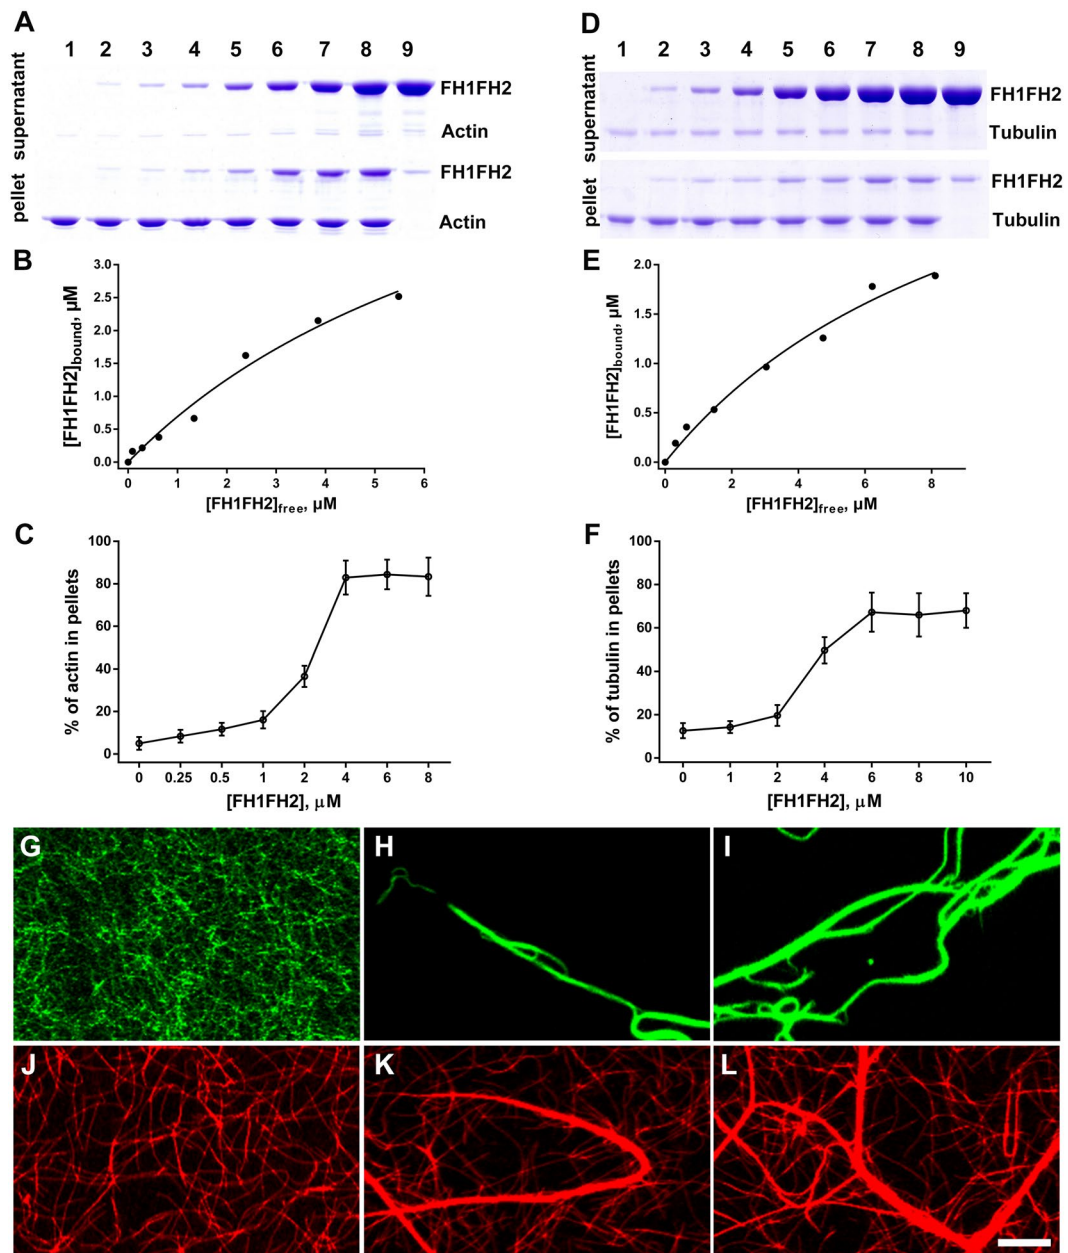 A
1 2 3 4 5 6 7 8 9
supernatant
FH1FH2
Actin
pellet
FH1FH2
Actin
D
1 2 3 4 5 6 7 8 9
supernatant
FH1FH2
Tubulin
pellet
FH1FH2
Tubulin
B
[FH1FH2]bound, µM
3.0
2.5
2.0
1.5
1.0
0.5
0.0
0 1 2 3 4 5 6
[FH1FH2]free, µM
E
[FH1FH2]bound, µM
2.0
1.5
1.0
0.5
0.0
0 2 4 6 8
[FH1FH2]free, µM
C
% of actin in pellets
100
80
60
40
20
0
0 0.25 0.5 1 2 4 6 8
[FH1FH2], µM
F
% of tubulin in pellets
100
80
60
40
20
0
0 1 2 4 6 8 10
[FH1FH2], µM
G
H
I
J
K
L